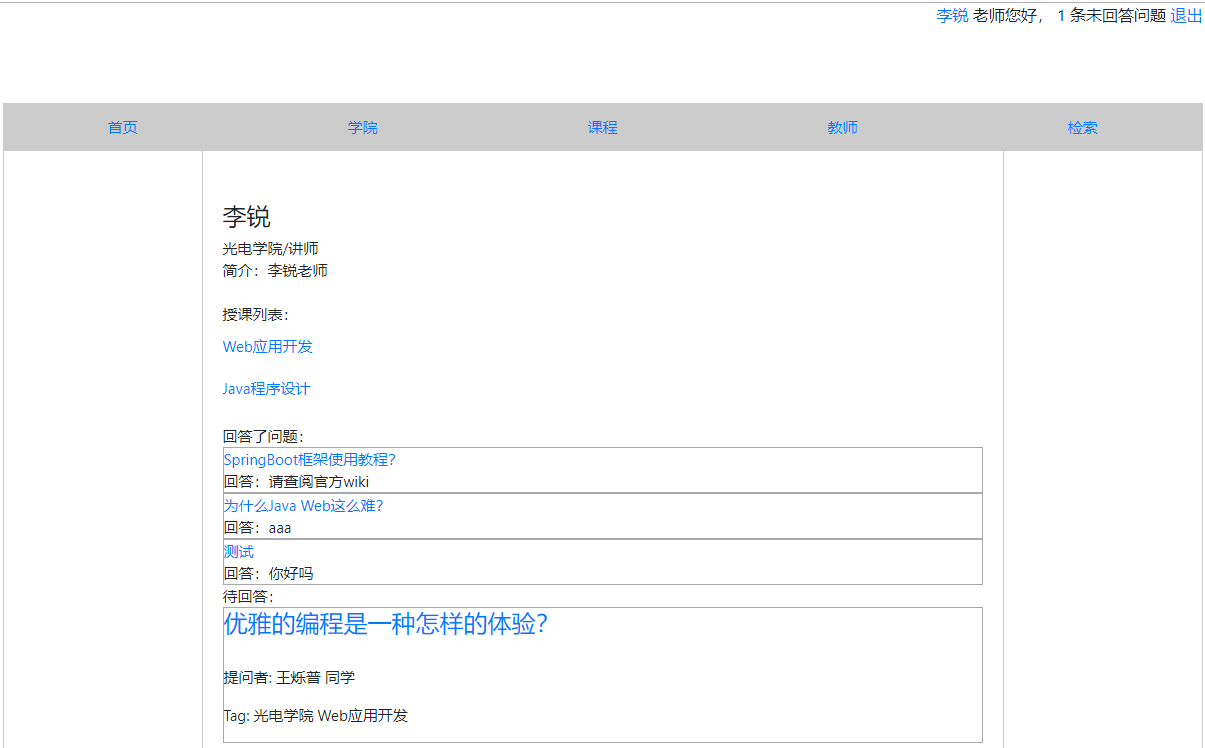 李锐 老师您好， 1 条未回答问题 退出
首页 学院 课程 教师 检索
李锐
光电学院/讲师
简介：李锐老师
授课列表：
Web应用开发
Java程序设计
回答了问题：
SpringBoot框架使用教程？
回答：请查阅官方wiki
为什么Java Web这么难？
回答：aaa
测试
回答：你好吗
待回答：
优雅的编程是一种怎样的体验？
提问者: 王烁普 同学
Tag: 光电学院 Web应用开发